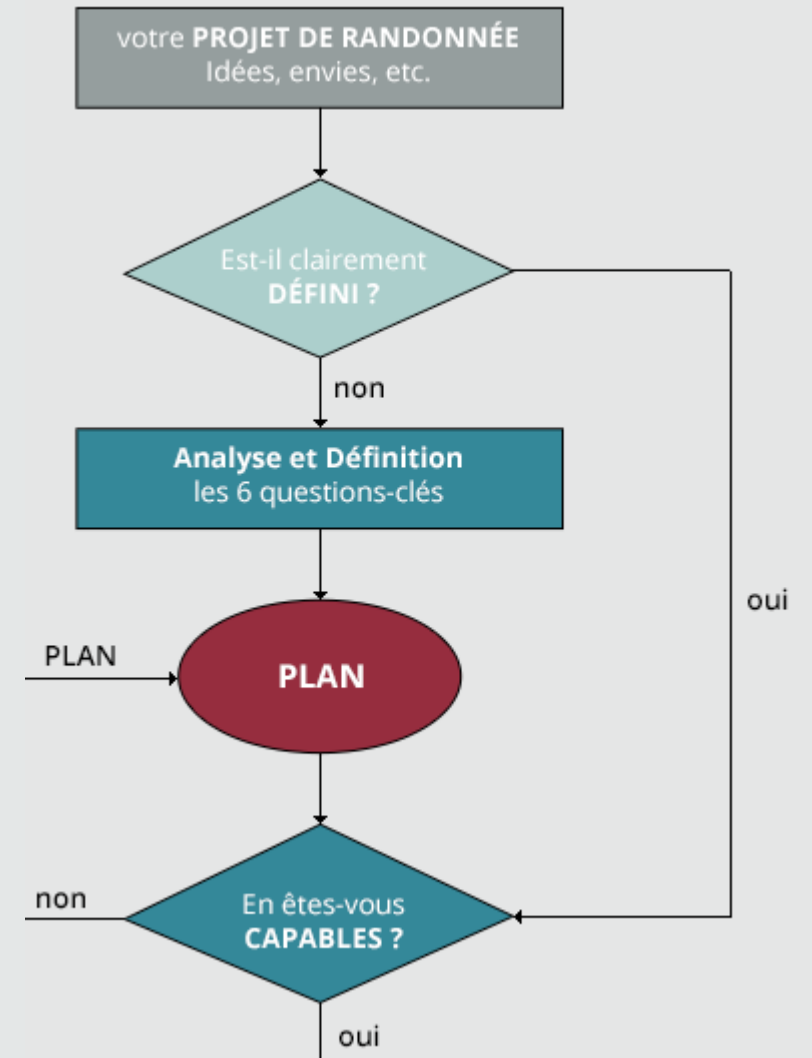 votre PROJET DE RANDONNÉE
Idées, envies, etc.
Est-il clairement
DÉFINI ?
non
Analyse et Définition
les 6 questions-clés
oui
PLAN
PLAN
non
En êtes-vous
CAPABLES ?
oui